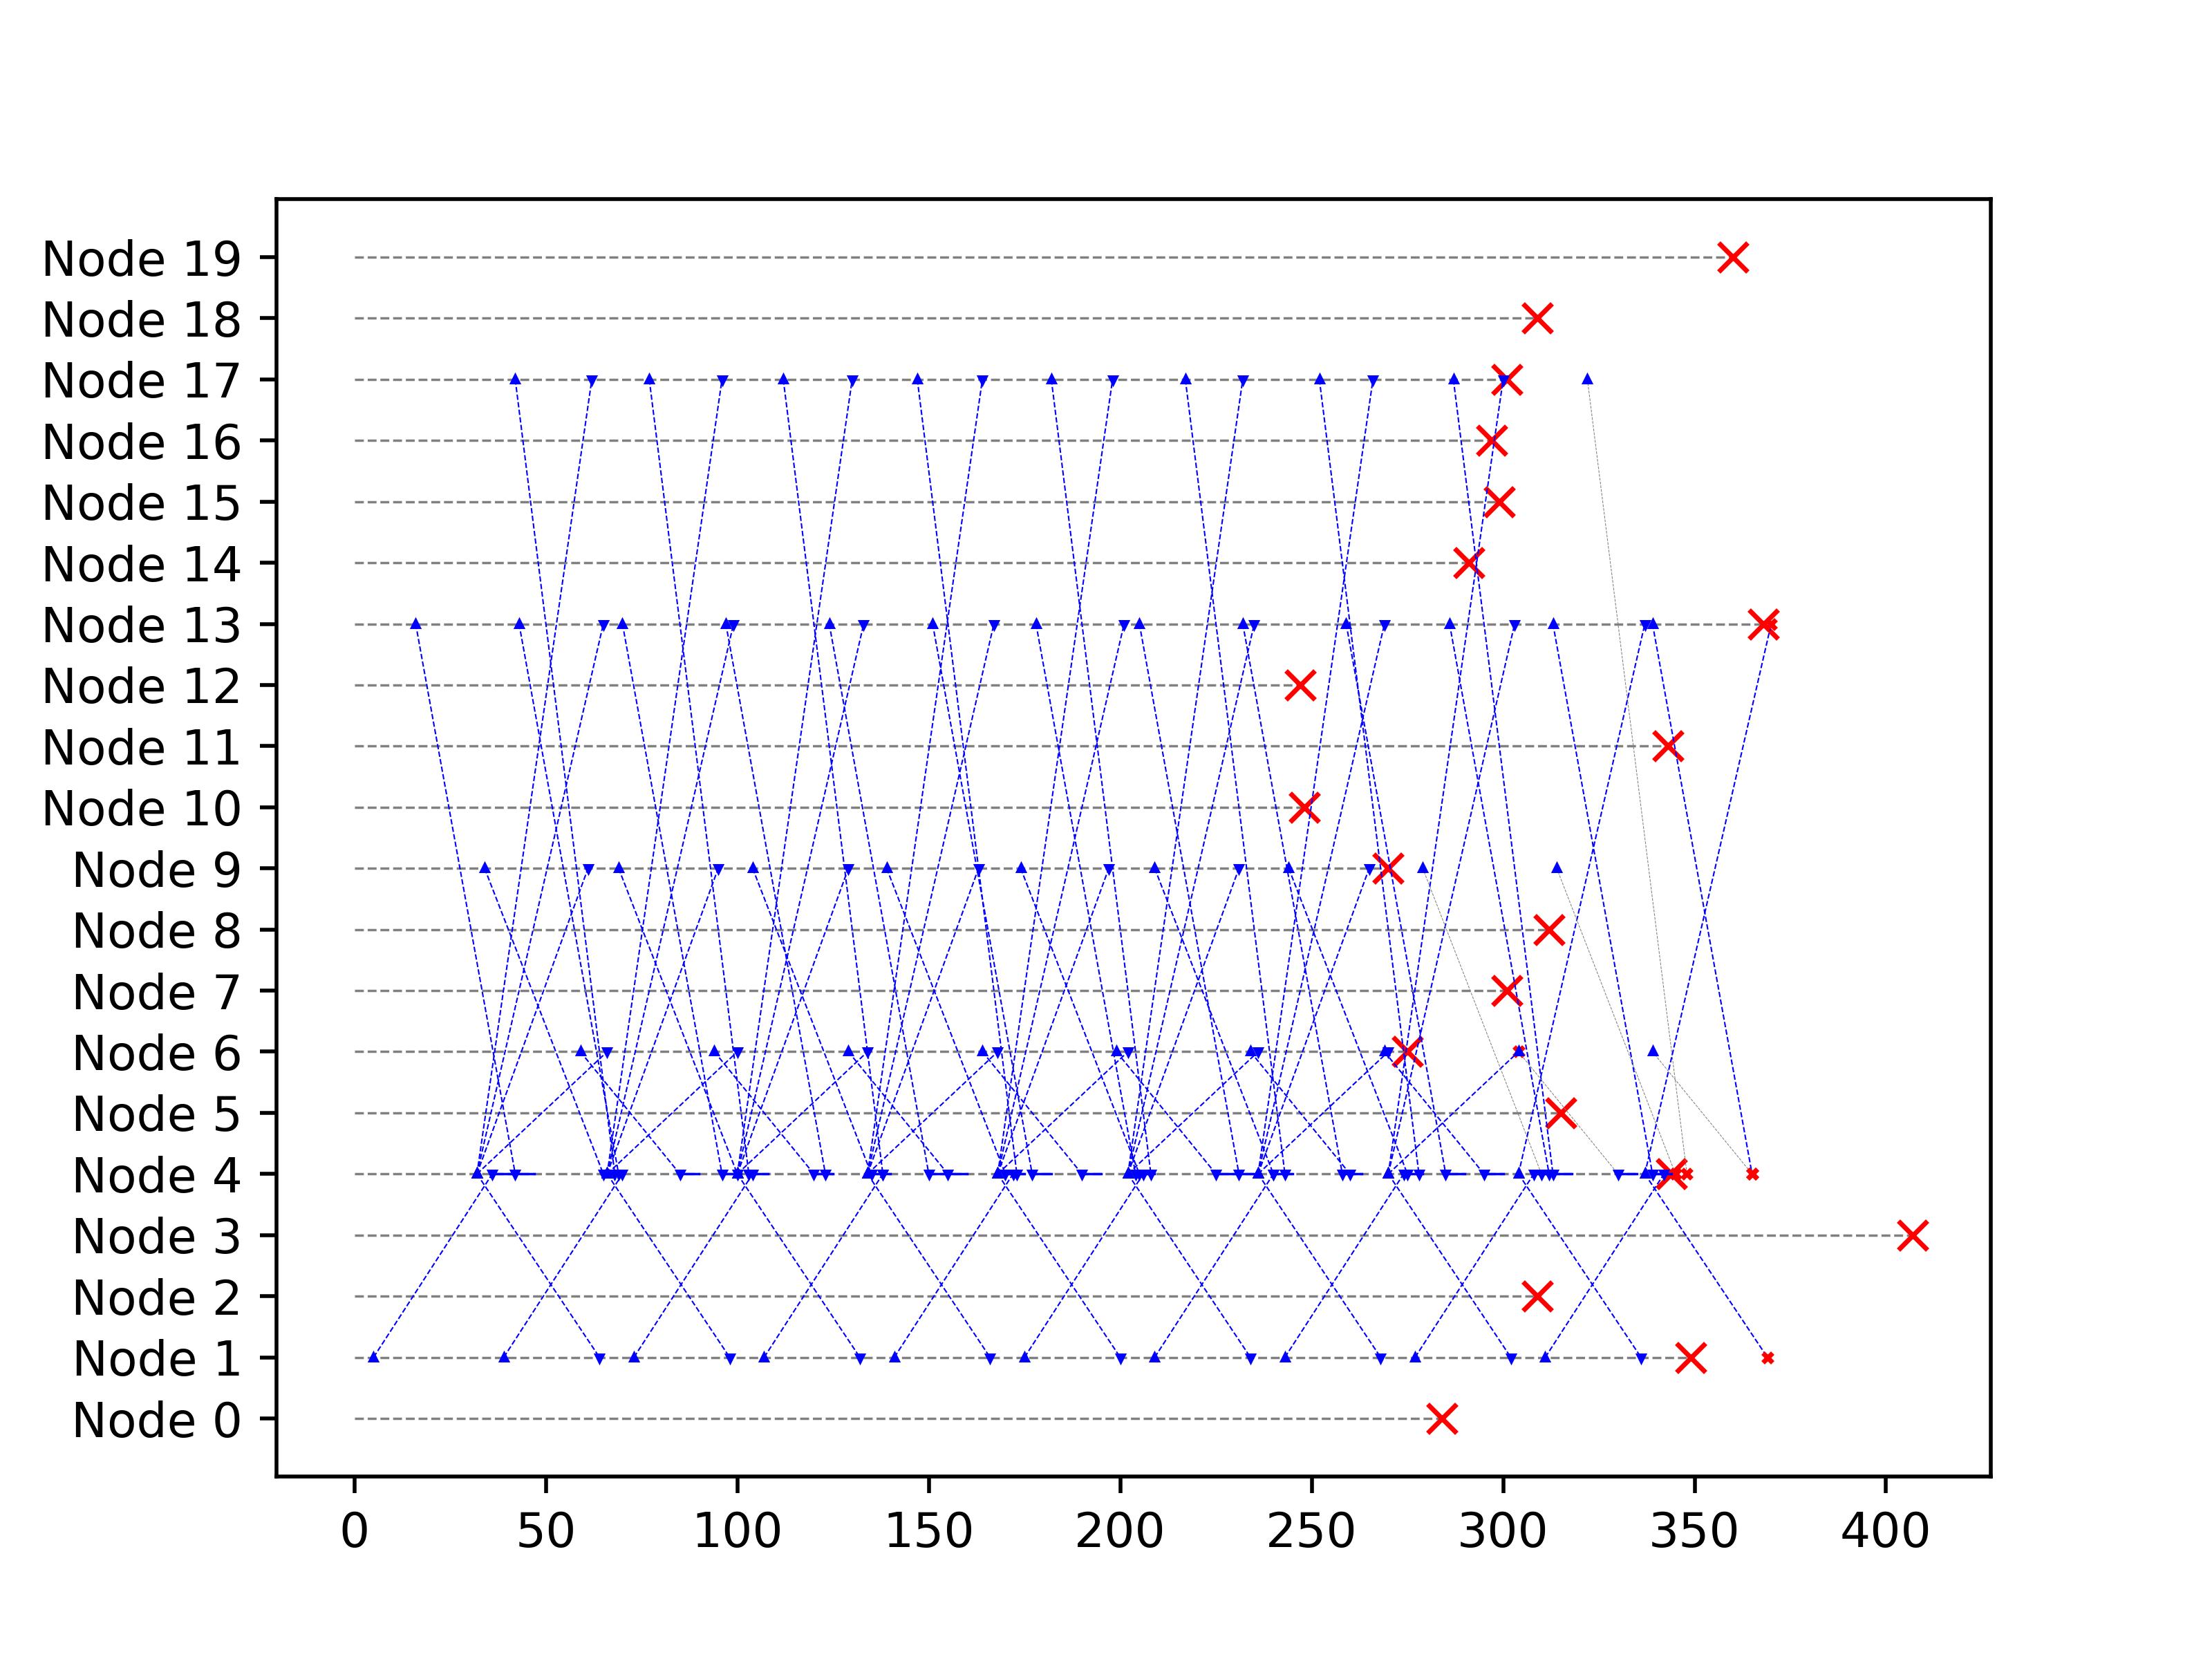 Node 19
Node 18
Node 17
Node 16
Node 15
Node 14
Node 13
Node 12
Node 11
Node 10
Node 9
Node 8
Node 7
Node 6
Node 5
Node 4
Node 3
Node 2
Node 1
Node 0
0 50 100 150 200 250 300 350 400